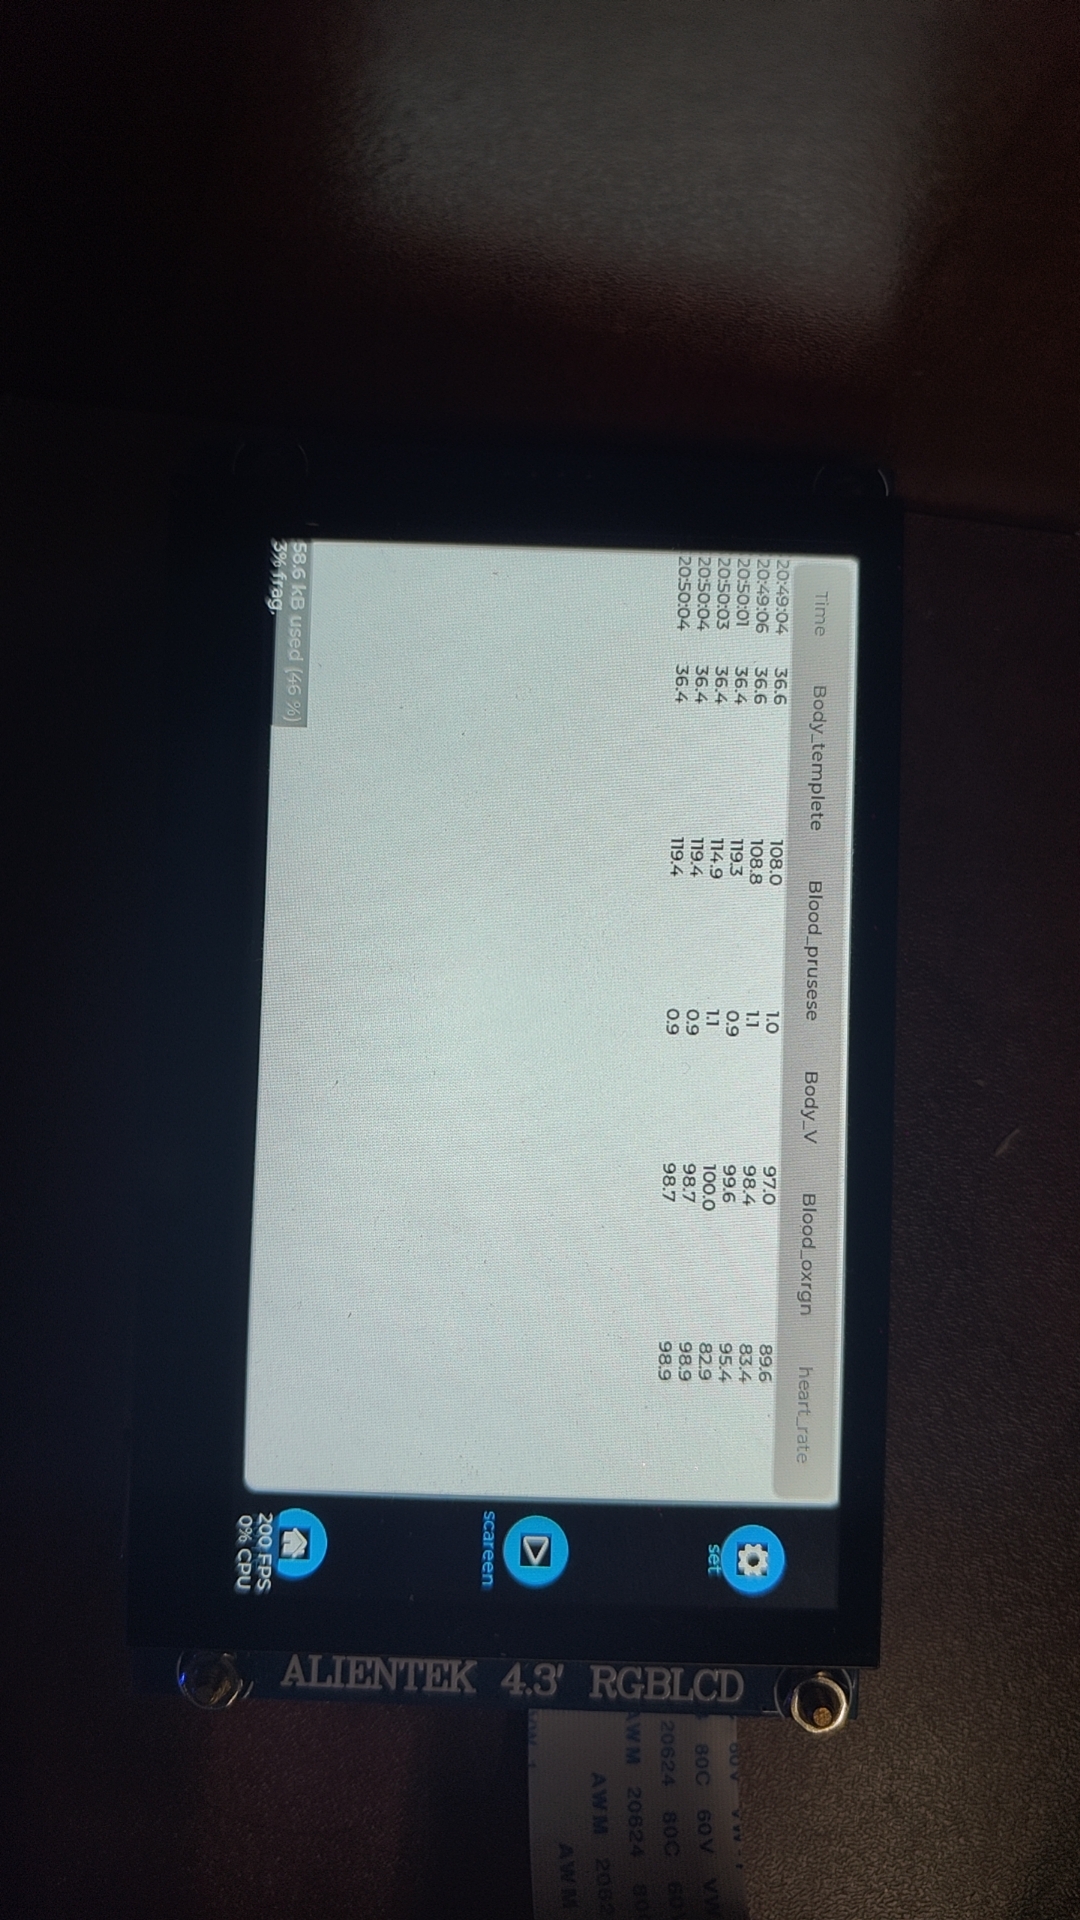 Time Body_templete Blood_prusese Body_V Blood_oxrgn heart_rate
20:49:04 36.6 108.0 1.0 97.0 89.6
20:49:06 36.6 108.8 1.1 98.4 83.4
20:50:01 36.4 119.3 0.9 99.6 95.4
20:50:03 36.4 114.9 1.1 100.0 82.9
20:50:04 36.4 119.4 0.9 98.7 98.9
20:50:04 36.4 119.4 0.9 98.7 98.9
set
scareen
58.6 kB used (46 %)
3% frag.
200 FPS
0% CPU
ALIENTEK 4.3' RGBLCD
80C 60V
20624 80C
AWM 20624
AWM
AWM